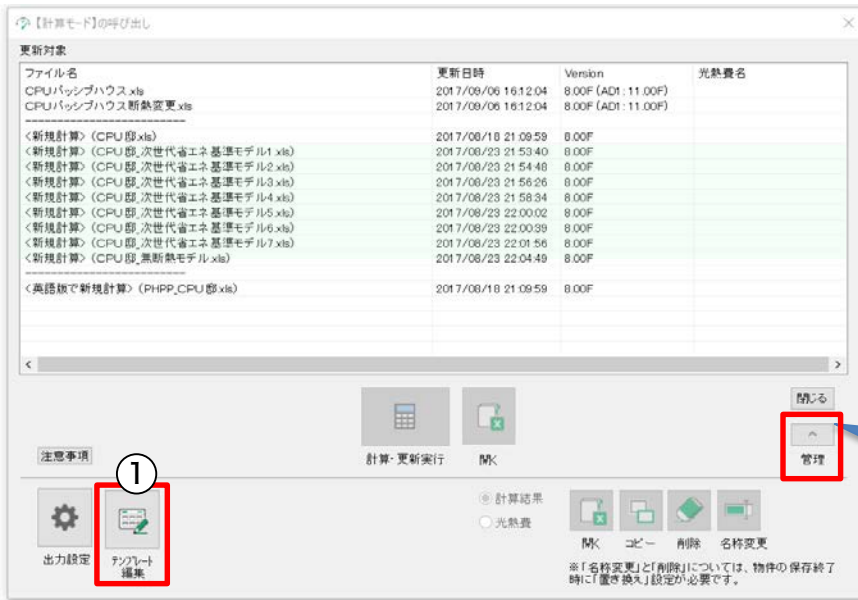 【計算モード】の呼び出し
更新対象
ファイル名 更新日時 Version 光熱費名
CPUパッシブハウス.xls 2017/09/06 16:12:04 8.00F (AD1 : 11.00F)
CPUパッシブハウス断熱変更.xls 2017/09/06 16:12:04 8.00F (AD1 : 11.00F)
--------------------------
<新規計算> (CPU邸.xls) 2017/08/18 21:09:59 8.00F
<新規計算> (CPU邸_次世代省エネ基準モデル1.xls) 2017/08/23 21:53:40 8.00F
<新規計算> (CPU邸_次世代省エネ基準モデル2.xls) 2017/08/23 21:54:48 8.00F
<新規計算> (CPU邸_次世代省エネ基準モデル3.xls) 2017/08/23 21:56:26 8.00F
<新規計算> (CPU邸_次世代省エネ基準モデル4.xls) 2017/08/23 21:58:34 8.00F
<新規計算> (CPU邸_次世代省エネ基準モデル5.xls) 2017/08/23 22:00:02 8.00F
<新規計算> (CPU邸_次世代省エネ基準モデル6.xls) 2017/08/23 22:00:39 8.00F
<新規計算> (CPU邸_次世代省エネ基準モデル7.xls) 2017/08/23 22:01:56 8.00F
<新規計算> (CPU邸_無断熱モデル.xls) 2017/08/23 22:04:49 8.00F
--------------------------
<英語版で新規計算> (PHPP_CPU邸.xls) 2017/08/18 21:09:59 8.00F
閉じる
注意事項 計算・更新実行 開く 管理
①
計算結果
光熱費
出力設定 テンプレート編集 開く コピー 削除 名称変更
※「名称変更」と「削除」については、物件の保存終了
時に「置き換え」設定が必要です。